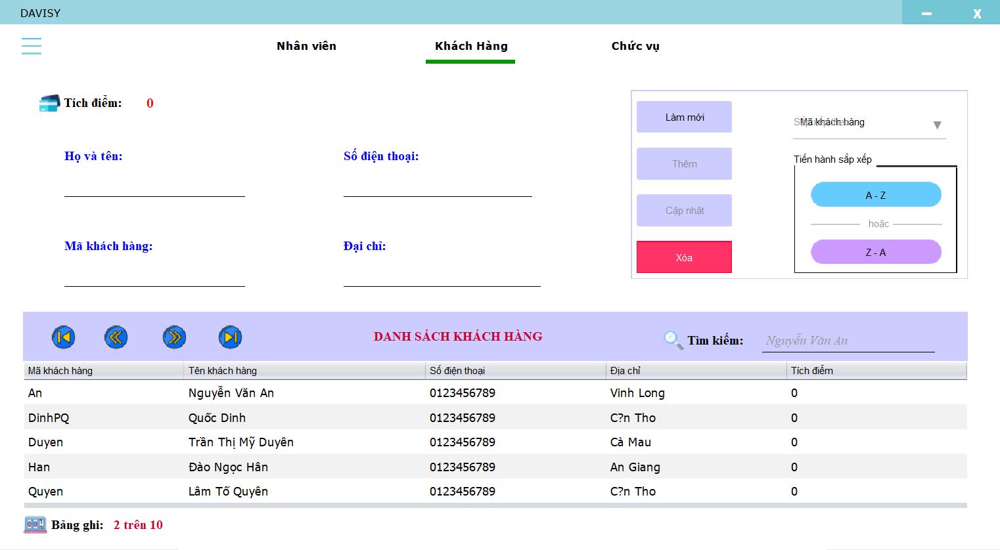 DAVISY
Nhân viên
Khách Hàng
Chức vụ
Tích điểm: 0
Họ và tên:
Số điện thoại:
Mã khách hàng:
Đại chỉ:
Làm mới
Thêm
Cập nhật
Xóa
Sắp xếp theo
Mã khách hàng
Tiến hành sắp xếp
A - Z
hoặc
Z - A
DANH SÁCH KHÁCH HÀNG
Tìm kiếm: Nguyễn Văn An
Mã khách hàng Tên khách hàng Số điện thoại Địa chỉ Tích điểm
An Nguyễn Văn An 0123456789 Vinh Long 0
DinhPQ Quốc Dinh 0123456789 C?n Tho 0
Duyen Trần Thị Mỹ Duyên 0123456789 Cà Mau 0
Han Đào Ngọc Hân 0123456789 An Giang 0
Quyen Lâm Tố Quyên 0123456789 C?n Tho 0
Bảng ghi: 2 trên 10